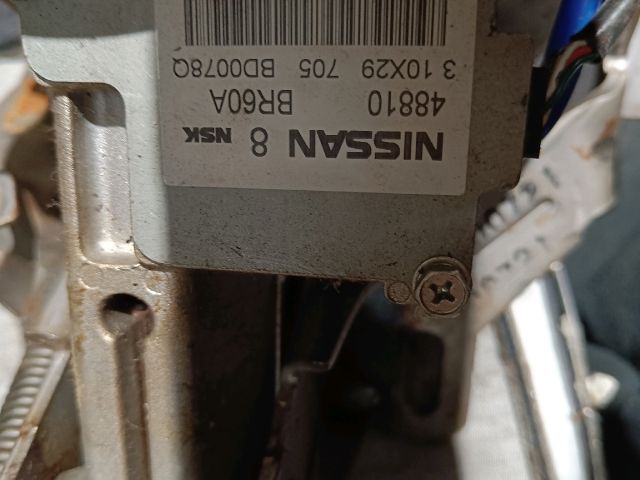 NISSAN 8 NSK
48810 BR60A
3 10X29 705 BD0078Q